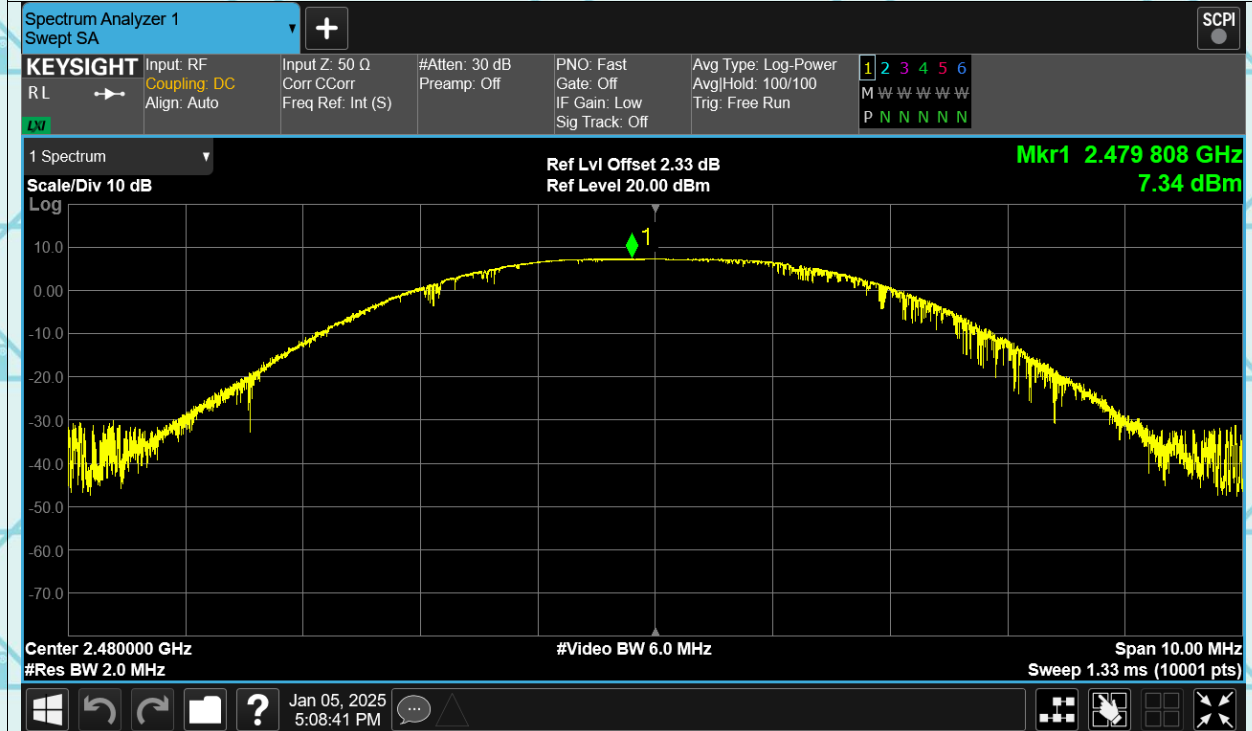 Spectrum Analyzer 1
Swept SA
SCPI
KEYSIGHT
R L
LXI
Input: RF
Coupling: DC
Align: Auto
Input Z: 50 Ω
Corr CCorr
Freq Ref: Int (S)
#Atten: 30 dB
Preamp: Off
PNO: Fast
Gate: Off
IF Gain: Low
Sig Track: Off
Avg Type: Log-Power
Avg|Hold: 100/100
Trig: Free Run
1 2 3 4 5 6
M W W W W W
P N N N N N
1 Spectrum
Scale/Div 10 dB
Log
Ref Lvl Offset 2.33 dB
Ref Level 20.00 dBm
Mkr1 2.479 808 GHz
7.34 dBm
1
10.0
0.00
-10.0
-20.0
-30.0
-40.0
-50.0
-60.0
-70.0
Center 2.480000 GHz
#Res BW 2.0 MHz
#Video BW 6.0 MHz
Span 10.00 MHz
Sweep 1.33 ms (10001 pts)
?
Jan 05, 2025
5:08:41 PM